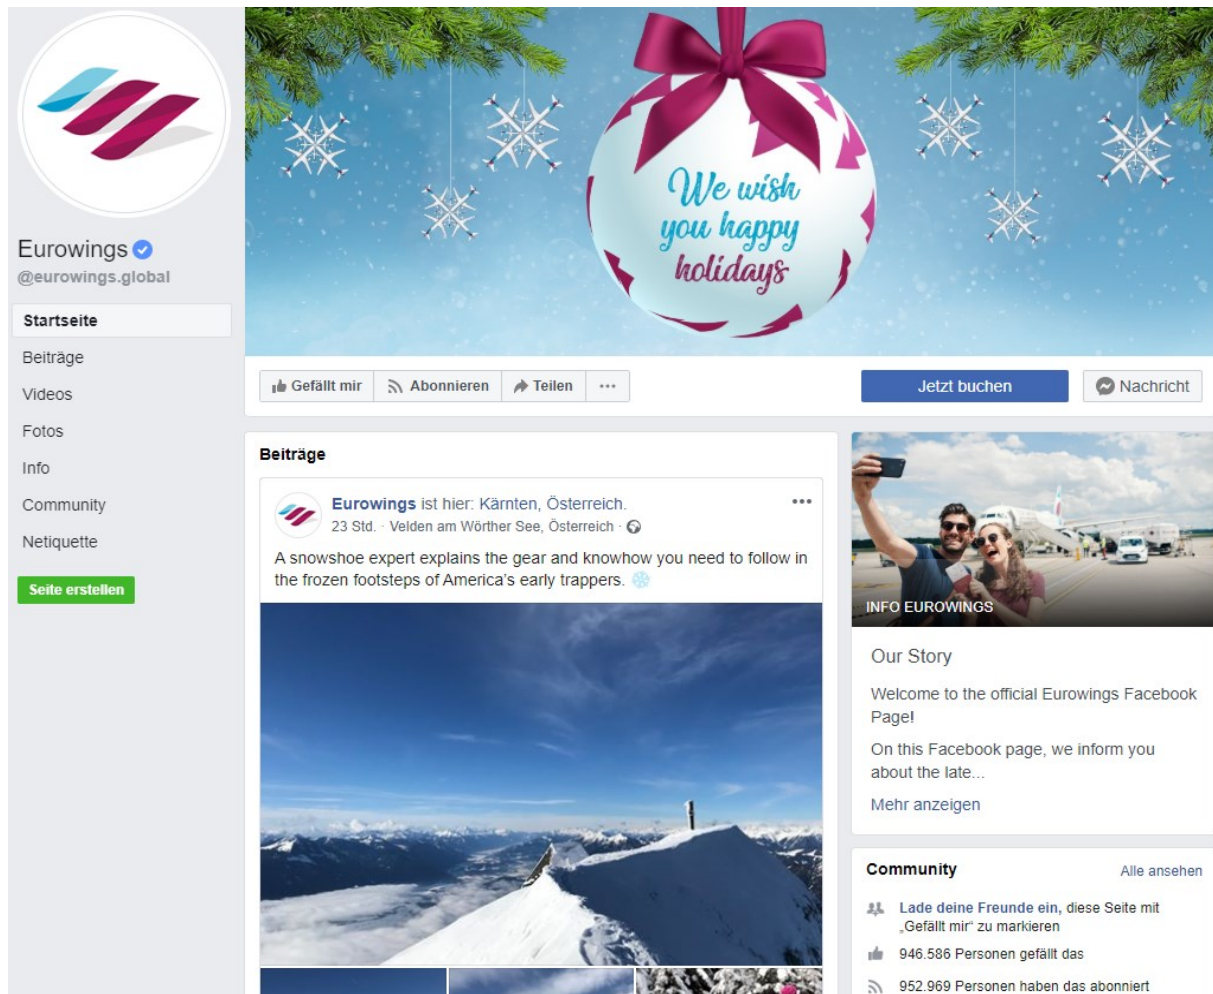 Eurowings
@eurowings.global
Startseite
Beiträge
Videos
Fotos
Info
Community
Netiquette
Seite erstellen
We wish
you happy
holidays
Gefällt mir
Abonnieren
Teilen
Jetzt buchen
Nachricht
Beiträge
Eurowings ist hier: Kärnten, Österreich.
23 Std. · Velden am Wörther See, Österreich ·
A snowshoe expert explains the gear and knowhow you need to follow in
the frozen footsteps of America's early trappers.
INFO EUROWINGS
Our Story
Welcome to the official Eurowings Facebook
Page!
On this Facebook page, we inform you
about the late...
Mehr anzeigen
Community
Alle ansehen
Lade deine Freunde ein, diese Seite mit
„Gefällt mir“ zu markieren
946.586 Personen gefällt das
952.969 Personen haben das abonniert